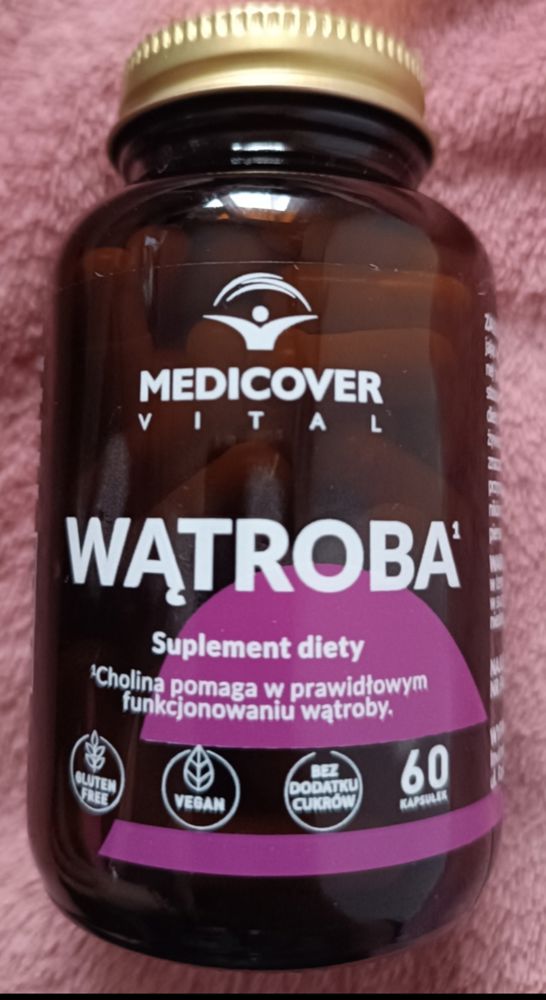 MEDICOVER
VITAL
WĄTROBA¹
Suplement diety
¹Cholina pomaga w prawidłowym
funkcjonowaniu wątroby.
GLUTEN
FREE
VEGAN
BEZ
DODATKU
CUKRÓW
60
KAPSUŁEK